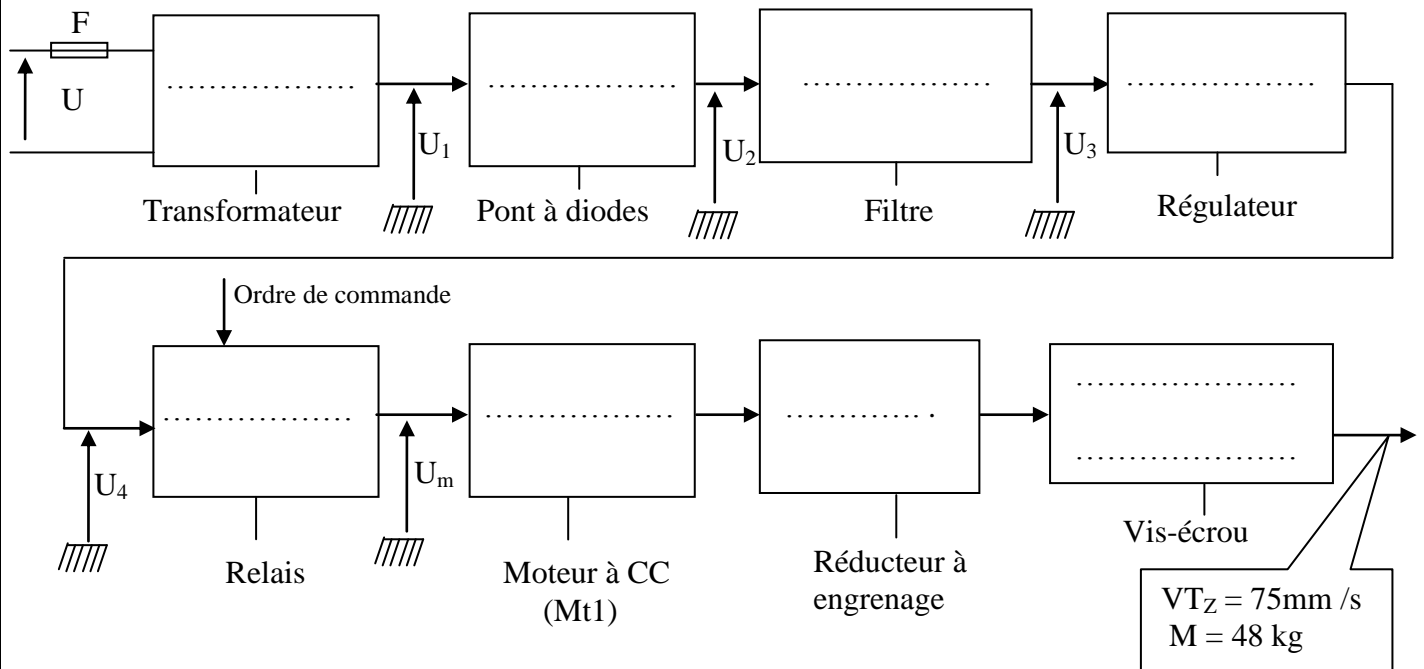 F
U
U₁
U₂
U₃
Transformateur
Pont à diodes
Filtre
Régulateur
Ordre de commande
U₄
Uₘ
Relais
Moteur à CC
(Mt1)
Réducteur à
engrenage
Vis-écrou
VT_Z = 75mm /s
M = 48 kg